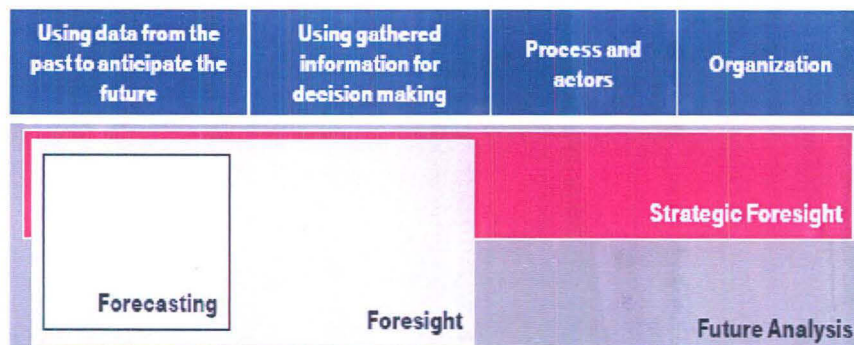 Using data from the
past to anticipate the
future
Using gathered
information for
decision making
Process and
actors
Organization
Strategic Foresight
Forecasting
Foresight
Future Analysis